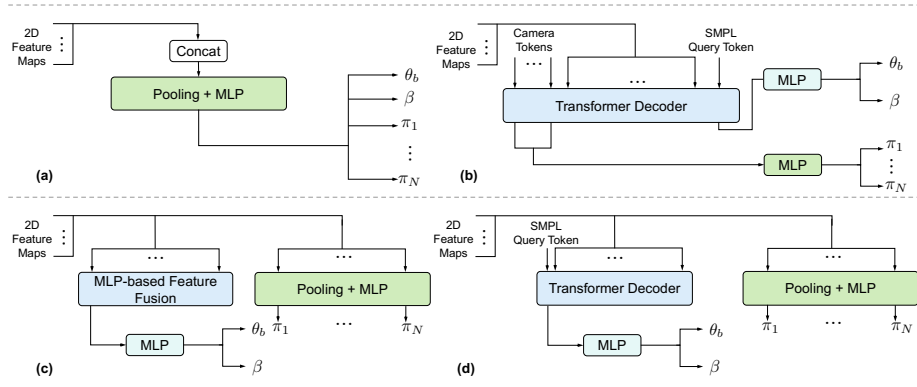 2D
Feature
Maps
Concat
Pooling + MLP
θ_b
β
π_1
π_N
(a)
2D
Feature
Maps
Camera
Tokens
SMPL
Query Token
Transformer Decoder
MLP
θ_b
β
MLP
π_1
π_N
(b)
2D
Feature
Maps
MLP-based Feature
Fusion
Pooling + MLP
π_1
...
π_N
MLP
θ_b
β
(c)
2D
Feature
Maps
SMPL
Query Token
Transformer Decoder
Pooling + MLP
π_1
...
π_N
MLP
θ_b
β
(d)